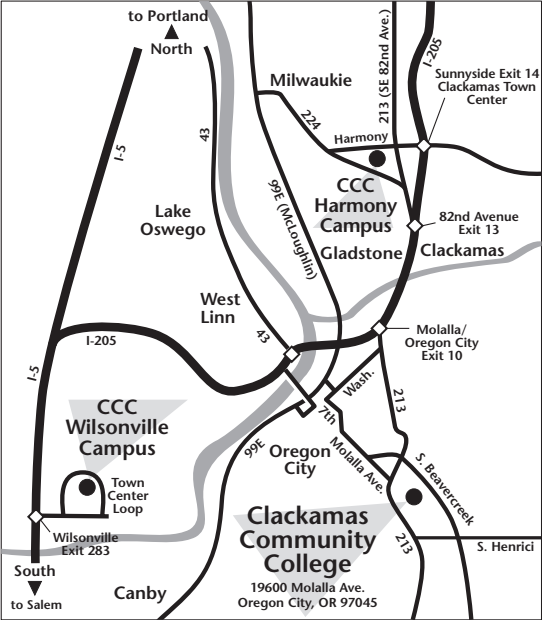 to Portland
North
I-205
213 (SE 82nd Ave.)
Sunnyside Exit 14
Clackamas Town
Center
Milwaukie
224
Harmony
43
I-5
CCC
Harmony
Campus
99E (McLoughlin)
Lake
Oswego
82nd Avenue
Exit 13
Gladstone
Clackamas
West
Linn
43
I-205
Molalla/
Oregon City
Exit 10
I-5
Wash.
213
7th
CCC
Wilsonville
Campus
99E
Oregon
City
Molalla Ave.
S. Beavercreek
Town
Center
Loop
Clackamas
Community
College
19600 Molalla Ave.
Oregon City, OR 97045
213
S. Henrici
Wilsonville
Exit 283
South
to Salem
Canby